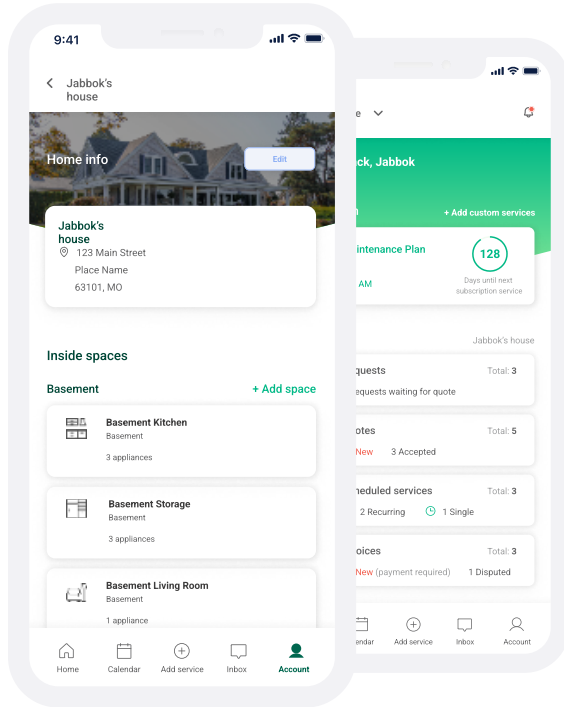 9:41
Jabbok's
house
Home info
Edit
Jabbok's
house
123 Main Street
Place Name
63101, MO
Inside spaces
Basement
+ Add space
Basement Kitchen
Basement
3 appliances
Basement Storage
Basement
3 appliances
Basement Living Room
Basement
1 appliance
Home
Calendar
Add service
Inbox
Account
e
ck, Jabbok
+ Add custom services
intenance Plan
AM
128
Days until next
subscription service
Jabbok's house
quests
Total: 3
equests waiting for quote
otes
Total: 5
New
3 Accepted
heduled services
Total: 3
2 Recurring
1 Single
oices
Total: 3
New (payment required)
1 Disputed
endar
Add service
Inbox
Account